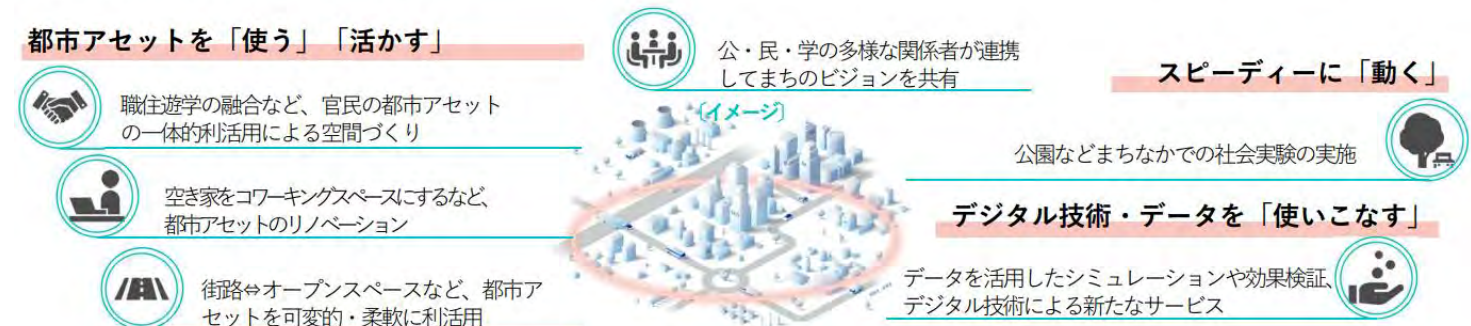 都市アセットを「使う」「活かす」
職住遊学の融合など、官民の都市アセット
の一体的利活用による空間づくり
空き家をコワーキングスペースにするなど、
都市アセットのリノベーション
街路⇔オープンスペースなど、都市ア
セットを可変的・柔軟に利活用
公・民・学の多様な関係者が連携
してまちのビジョンを共有
〔イメージ〕
スピーディーに「動く」
公園などまちなかでの社会実験の実施
デジタル技術・データを「使いこなす」
データを活用したシミュレーションや効果検証、
デジタル技術による新たなサービス